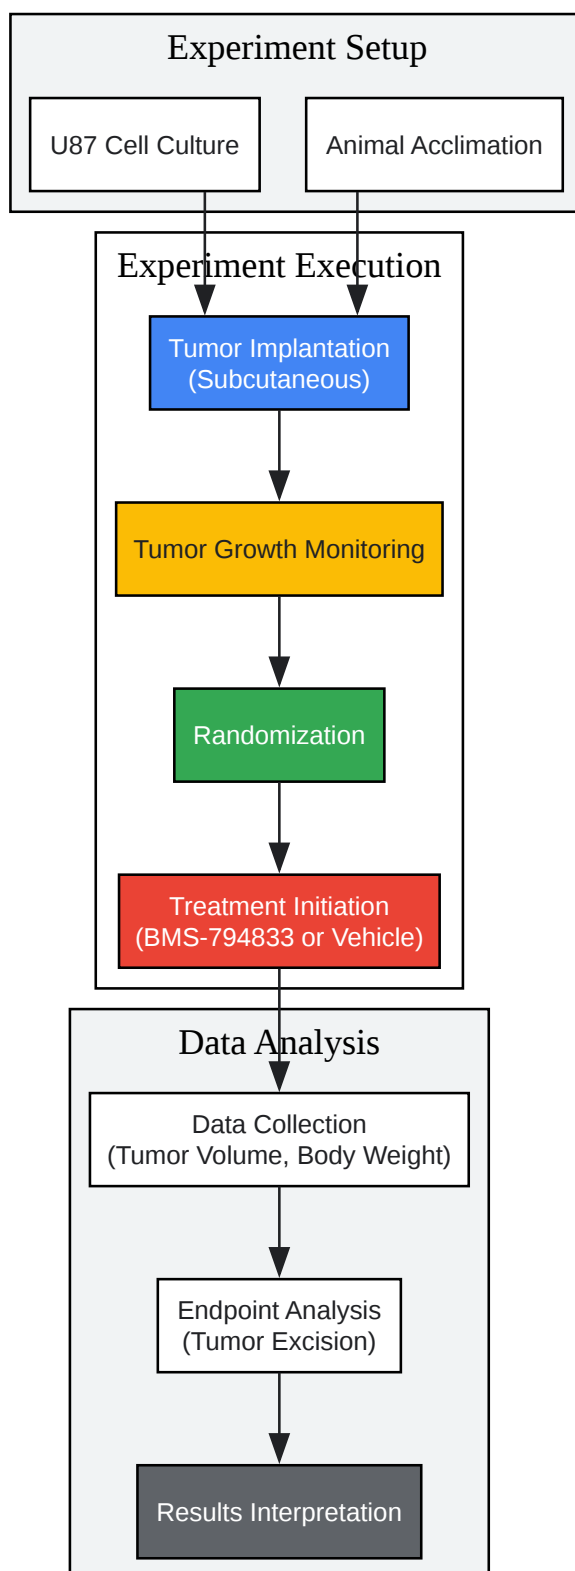 Experiment Setup
U87 Cell Culture
Animal Acclimation
Experiment Execution
Tumor Implantation
(Subcutaneous)
Tumor Growth Monitoring
Randomization
Treatment Initiation
(BMS-794833 or Vehicle)
Data Analysis
Data Collection
(Tumor Volume, Body Weight)
Endpoint Analysis
(Tumor Excision)
Results Interpretation